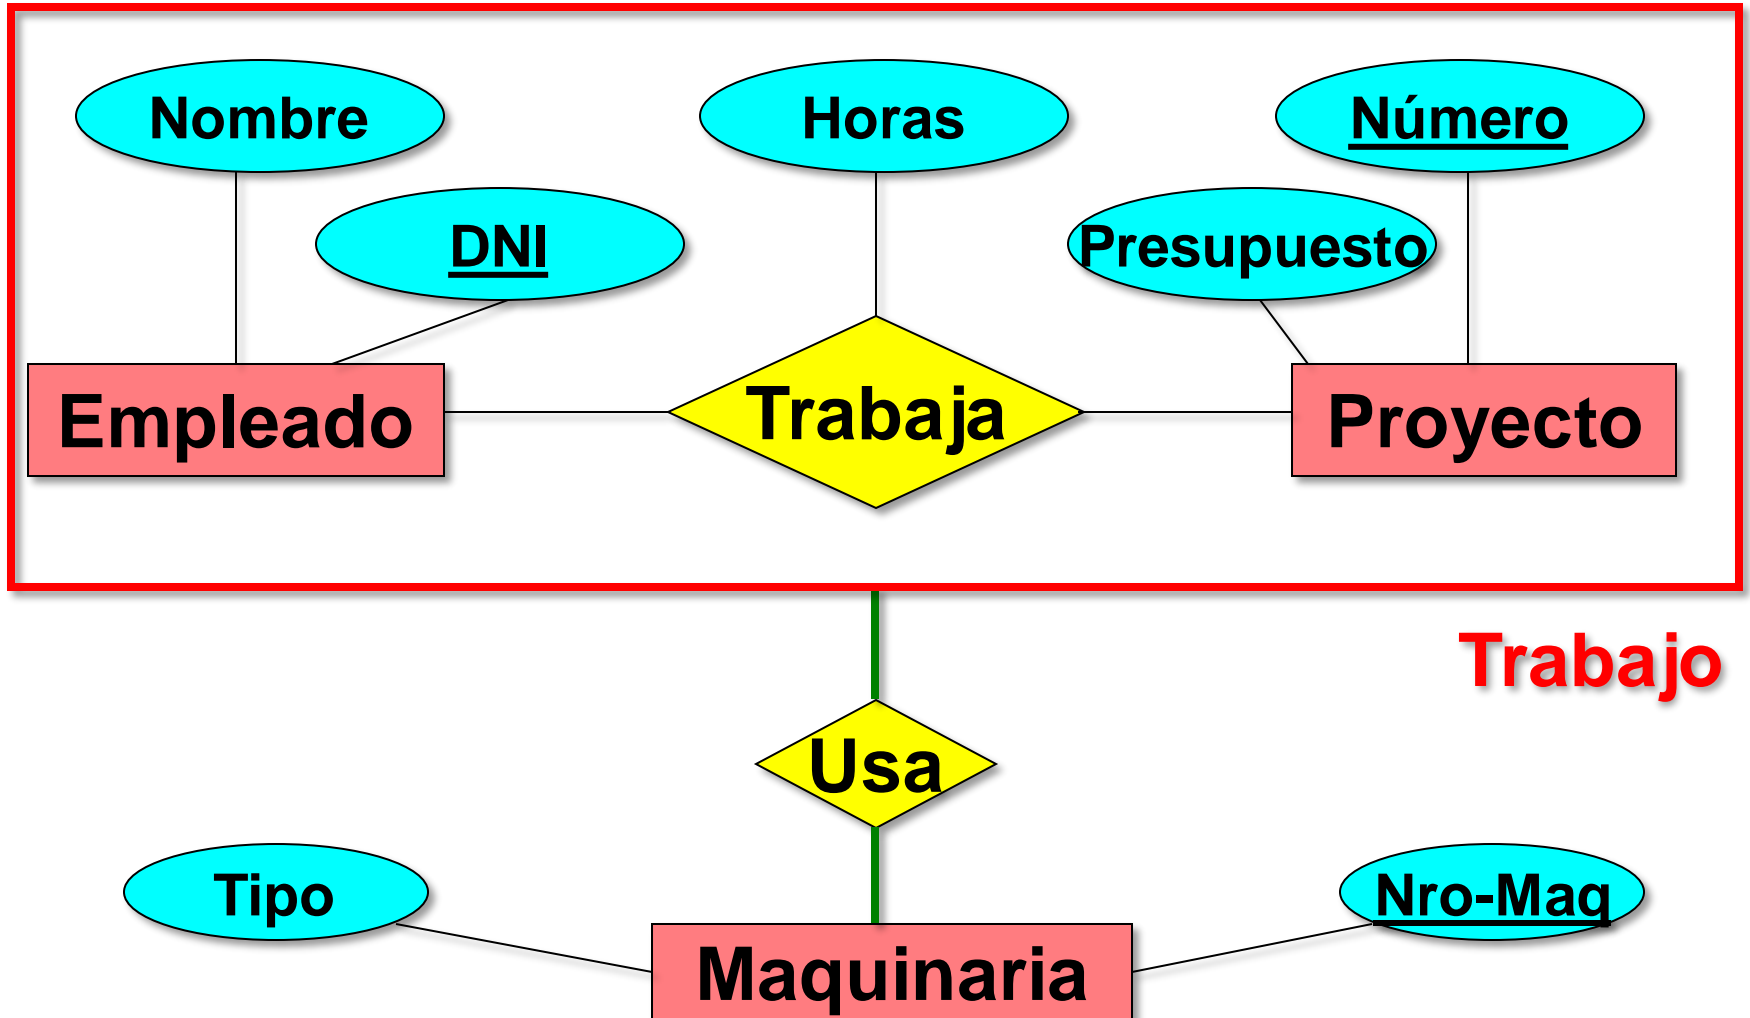 Nombre
Horas
Número
DNI
Presupuesto
Empleado
Trabaja
Proyecto
Trabajo
Usa
Tipo
Nro-Maq
Maquinaria